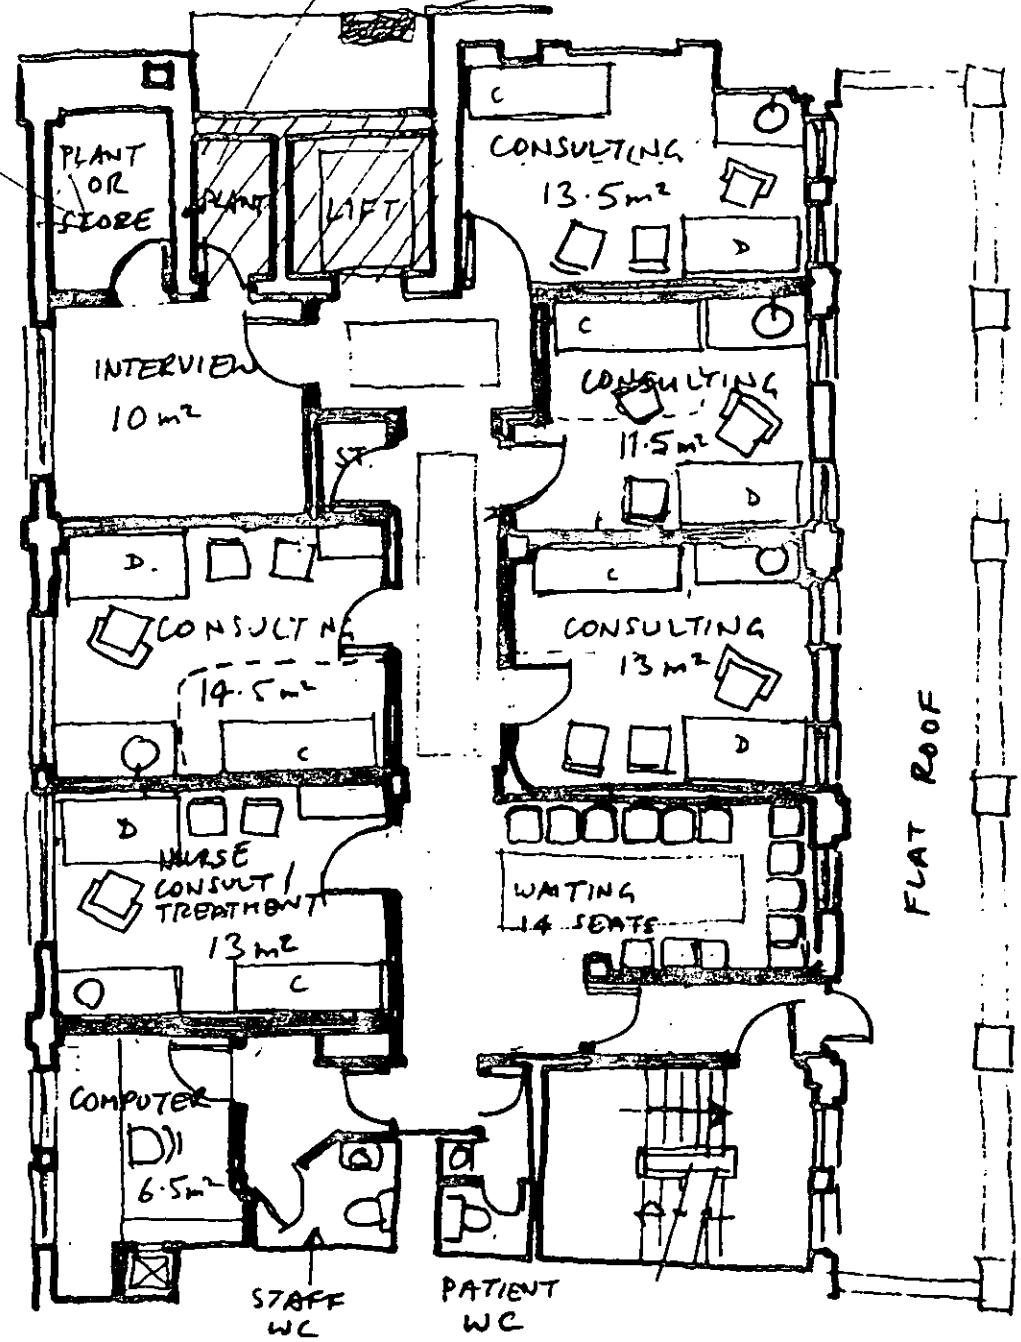 C
CONSULTING
13.5m²
D
PLANT
OR
STORE
PLANT
LIFT
C
INTERVIEW
10m²
CONSULTING
11.5m²
D
ST.
D.
CONSULTING
14.5m²
C
C
CONSULTING
13m²
D
FLAT ROOF
D
NURSE
CONSULT/
TREATMENT
13m²
C
WAITING
14 SEATS
COMPUTER
6.5m²
STAFF
WC
PATIENT
WC